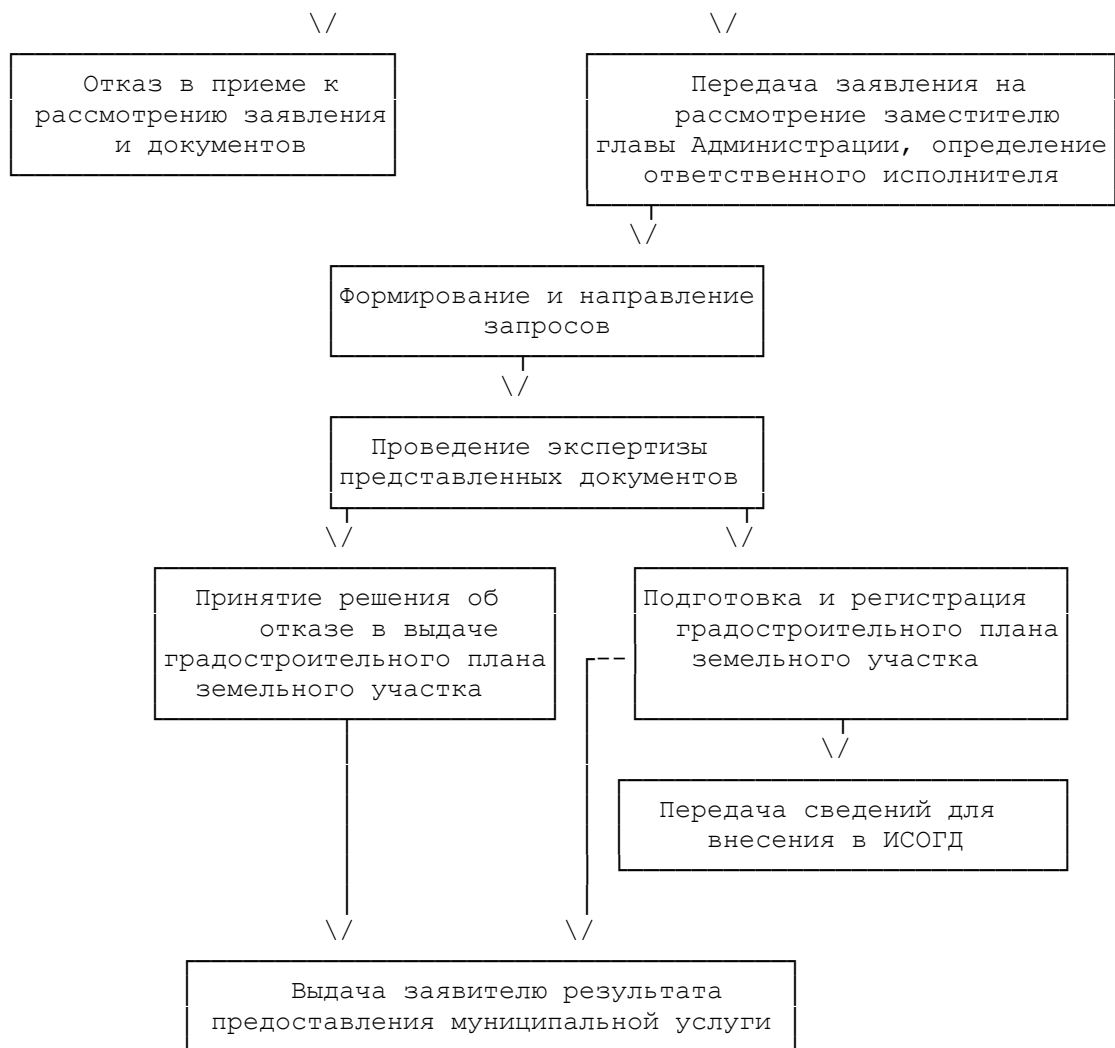 Отказ в приеме к
рассмотрению заявления
и документов
Передача заявления на
рассмотрение заместителю
главы Администрации, определение
ответственного исполнителя
Формирование и направление
запросов
Проведение экспертизы
представленных документов
Принятие решения об
отказе в выдаче
градостроительного плана
земельного участка
Подготовка и регистрация
градостроительного плана
земельного участка
Передача сведений для
внесения в ИСОГД
Выдача заявителю результата
предоставления муниципальной услуги